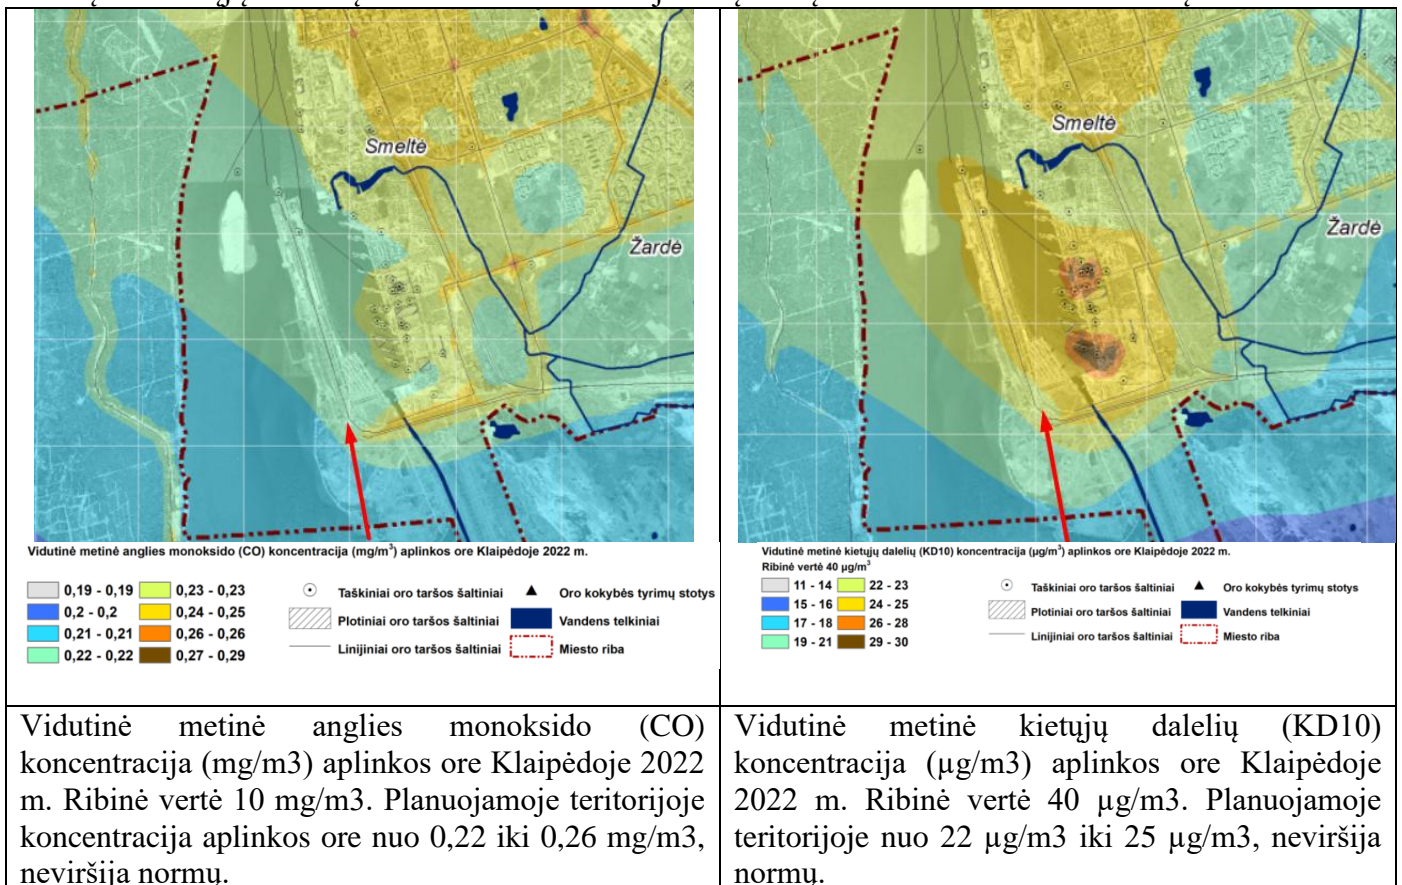 Smeltė
Žardė
Vidutinė metinė anglies monoksido (CO) koncentracija (mg/m³) aplinkos ore Klaipėdoje 2022 m.
0,19 - 0,19
0,23 - 0,23
0,2 - 0,2
0,24 - 0,25
0,21 - 0,21
0,26 - 0,26
0,22 - 0,22
0,27 - 0,29
Taškiniai oro taršos šaltiniai
Oro kokybės tyrimų stotys
Plotiniai oro taršos šaltiniai
Vandens telkiniai
Linijiniai oro taršos šaltiniai
Miesto riba
Smeltė
Žardė
Vidutinė metinė kietųjų dalelių (KD10) koncentracija (µg/m³) aplinkos ore Klaipėdoje 2022 m.
Ribinė vertė 40 µg/m³
11 - 14
22 - 23
15 - 16
24 - 25
17 - 18
26 - 28
19 - 21
29 - 30
Taškiniai oro taršos šaltiniai
Oro kokybės tyrimų stotys
Plotiniai oro taršos šaltiniai
Vandens telkiniai
Linijiniai oro taršos šaltiniai
Miesto riba
Vidutinė metinė anglies monoksido (CO)
koncentracija (mg/m3) aplinkos ore Klaipėdoje 2022
m. Ribinė vertė 10 mg/m3. Planuojamoje teritorijoje
koncentracija aplinkos ore nuo 0,22 iki 0,26 mg/m3,
neviršija normų.
Vidutinė metinė kietųjų dalelių (KD10)
koncentracija (µg/m3) aplinkos ore Klaipėdoje
2022 m. Ribinė vertė 40 µg/m3. Planuojamoje
teritorijoje nuo 22 µg/m3 iki 25 µg/m3, neviršija
normų.